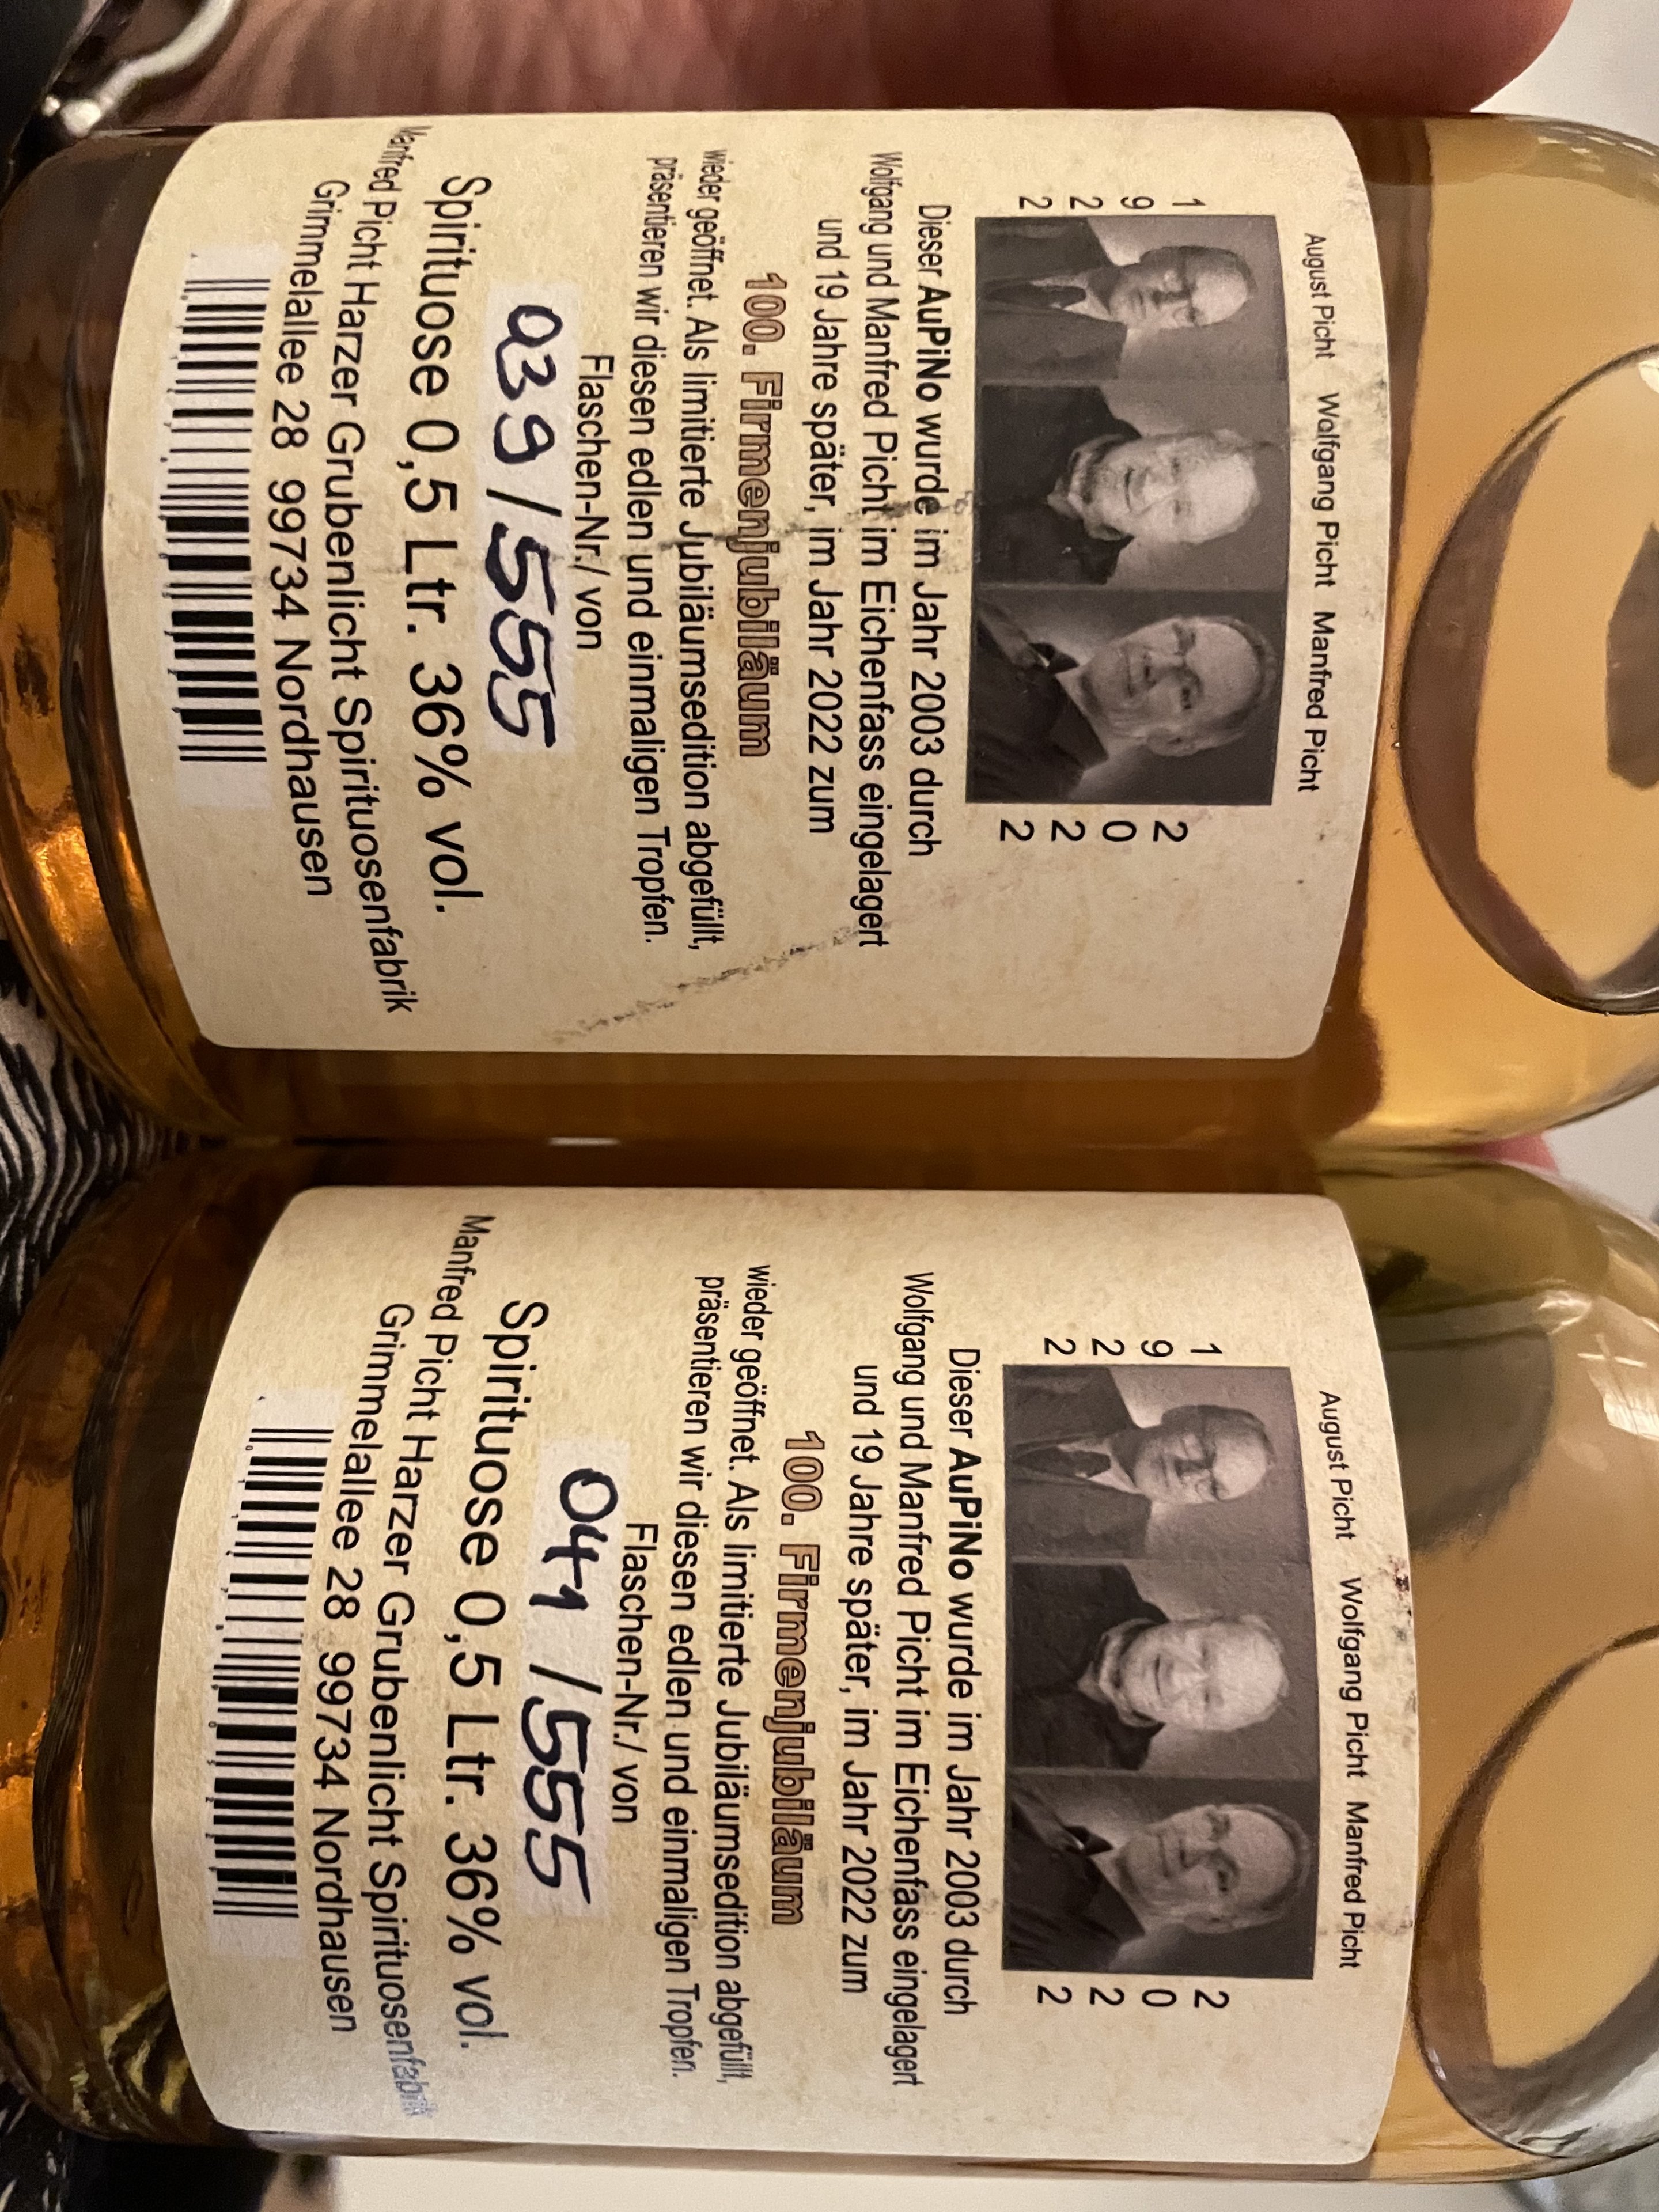 August Picht Wolfgang Picht Manfred Picht
1 2
9 0
2 2
2 2
Dieser AuPiNo wurde im Jahr 2003 durch
Wolfgang und Manfred Picht im Eichenfass eingelagert
und 19 Jahre später, im Jahr 2022 zum
100. Firmenjubiläum
wieder geöffnet. Als limitierte Jubiläumsedition abgefüllt,
präsentieren wir diesen edlen und einmaligen Tropfen.
Flaschen-Nr./ von
039 /555
Spirituose 0,5 Ltr. 36% vol.
Manfred Picht Harzer Grubenlicht Spirituosenfabrik
Grimmelallee 28 99734 Nordhausen
August Picht Wolfgang Picht Manfred Picht
1 2
9 0
2 2
2 2
Dieser AuPiNo wurde im Jahr 2003 durch
Wolfgang und Manfred Picht im Eichenfass eingelagert
und 19 Jahre später, im Jahr 2022 zum
100. Firmenjubiläum
wieder geöffnet. Als limitierte Jubiläumsedition abgefüllt,
präsentieren wir diesen edlen und einmaligen Tropfen.
Flaschen-Nr./ von
041 /555
Spirituose 0,5 Ltr. 36% vol.
Manfred Picht Harzer Grubenlicht Spirituosenfabrik
Grimmelallee 28 99734 Nordhausen